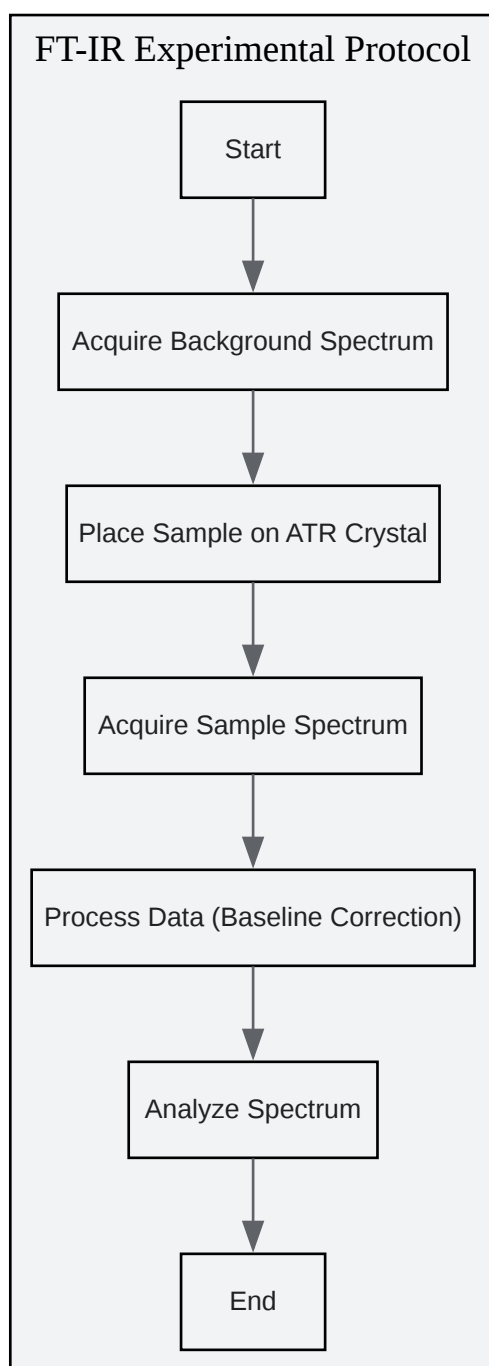 FT-IR Experimental Protocol
Start
Acquire Background Spectrum
Place Sample on ATR Crystal
Acquire Sample Spectrum
Process Data (Baseline Correction)
Analyze Spectrum
End